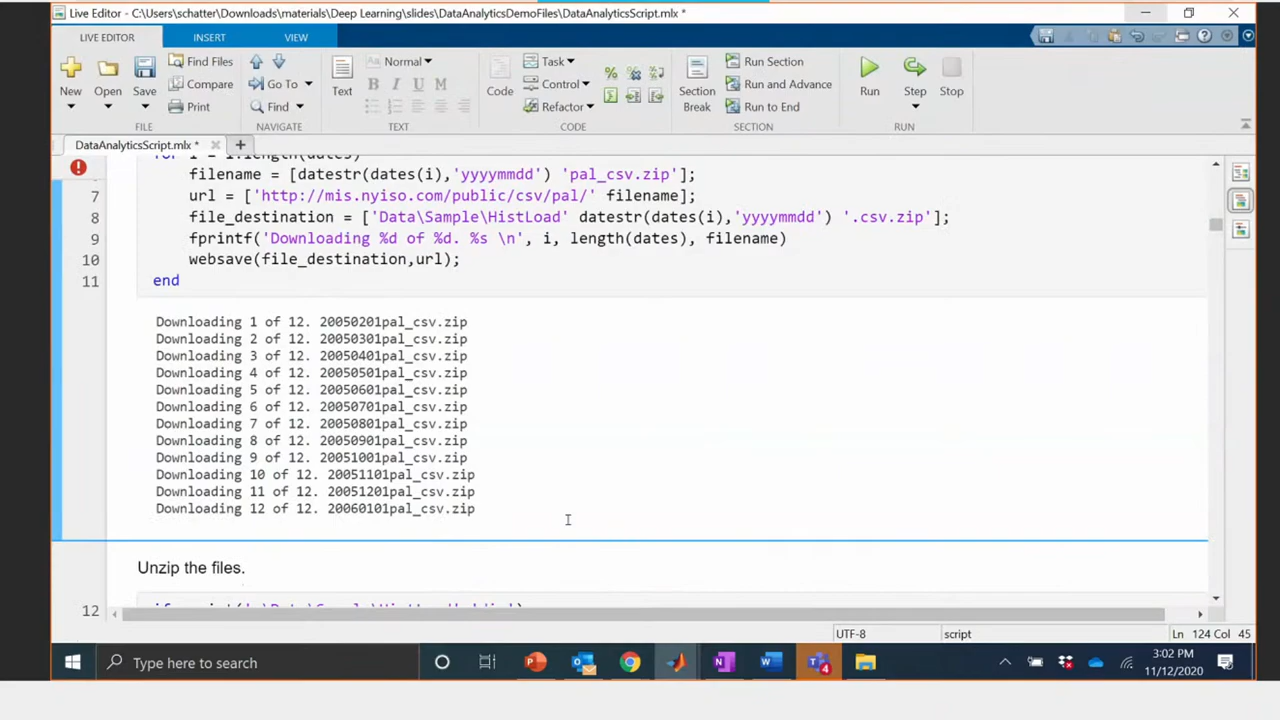 Live Editor - C:\Users\schatter\Downloads\materials\Deep Learning\slides\DataAnalyticsDemoFiles\DataAnalyticsScript.mlx *
LIVE EDITOR INSERT VIEW
New Open Save Find Files Compare Print
FILE
Go To Find
NAVIGATE
Text Normal B I U M
TEXT
Code Task Control Refactor
CODE
Section Break Run Section Run and Advance Run to End
SECTION
Run Step Stop
RUN
DataAnalyticsScript.mlx *
filename = [datestr(dates(i),'yyyymmdd') 'pal_csv.zip'];
7 url = ['http://mis.nyiso.com/public/csv/pal/' filename];
8 file_destination = ['Data\Sample\HistLoad' datestr(dates(i),'yyyymmdd') '.csv.zip'];
9 fprintf('Downloading %d of %d. %s \n', i, length(dates), filename)
10 websave(file_destination,url);
11 end
Downloading 1 of 12. 20050201pal_csv.zip
Downloading 2 of 12. 20050301pal_csv.zip
Downloading 3 of 12. 20050401pal_csv.zip
Downloading 4 of 12. 20050501pal_csv.zip
Downloading 5 of 12. 20050601pal_csv.zip
Downloading 6 of 12. 20050701pal_csv.zip
Downloading 7 of 12. 20050801pal_csv.zip
Downloading 8 of 12. 20050901pal_csv.zip
Downloading 9 of 12. 20051001pal_csv.zip
Downloading 10 of 12. 20051101pal_csv.zip
Downloading 11 of 12. 20051201pal_csv.zip
Downloading 12 of 12. 20060101pal_csv.zip
Unzip the files.
12
UTF-8 script Ln 124 Col 45
Type here to search
4
3:02 PM
11/12/2020